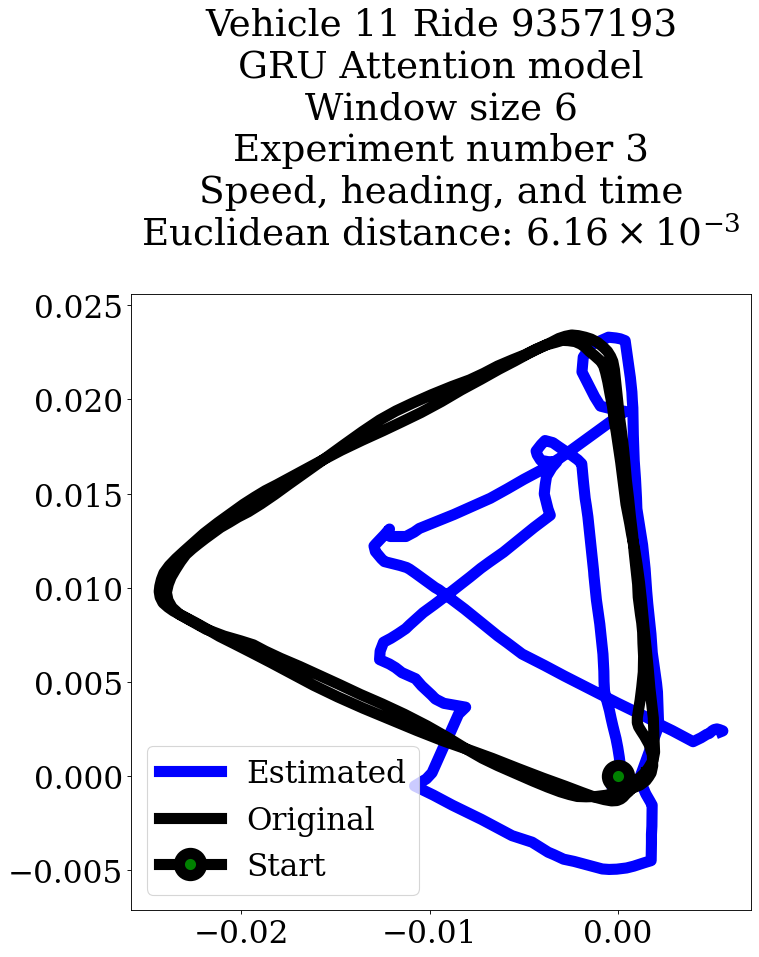 Vehicle 11 Ride 9357193
GRU Attention model
Window size 6
Experiment number 3
Speed, heading, and time
Euclidean distance: 6.16 × 10⁻³
0.025
0.020
0.015
0.010
0.005
0.000
−0.005
Estimated
Original
Start
−0.02 −0.01 0.00